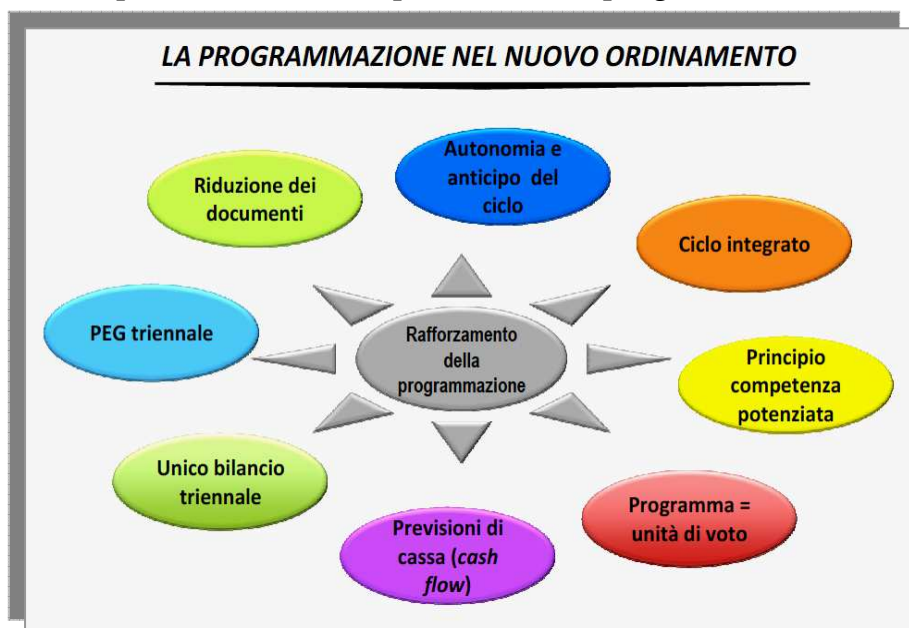 LA PROGRAMMAZIONE NEL NUOVO ORDINAMENTO
Autonomia e
anticipo del
ciclo
Riduzione dei
documenti
Ciclo integrato
PEG triennale
Rafforzamento
della
programmazione
Principio
competenza
potenziata
Unico bilancio
triennale
Programma =
unità di voto
Previsioni di
cassa (cash
flow)